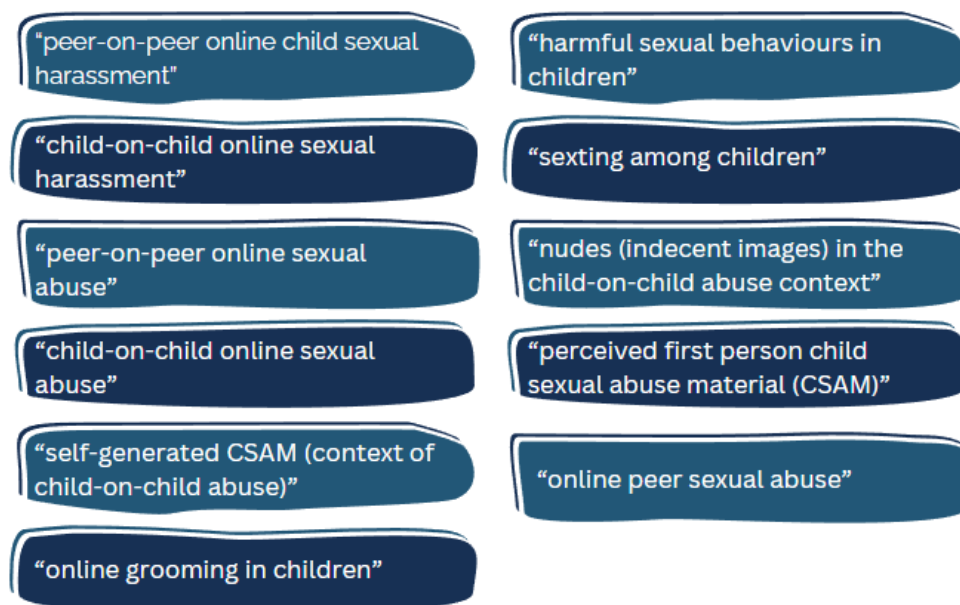 "peer-on-peer online child sexual
harassment"
“child-on-child online sexual
harassment”
“peer-on-peer online sexual
abuse”
“child-on-child online sexual
abuse”
“self-generated CSAM (context of
child-on-child abuse)”
“online grooming in children”
“harmful sexual behaviours in
children”
“sexting among children”
“nudes (indecent images) in the
child-on-child abuse context”
“perceived first person child
sexual abuse material (CSAM)”
“online peer sexual abuse”